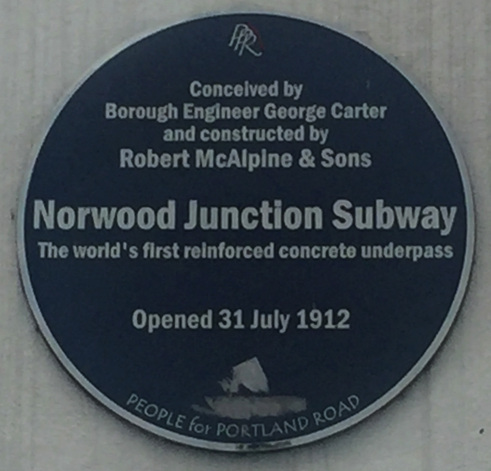 PPR
Conceived by
Borough Engineer George Carter
and constructed by
Robert McAlpine & Sons
Norwood Junction Subway
The world's first reinforced concrete underpass
Opened 31 July 1912
PEOPLE for PORTLAND ROAD